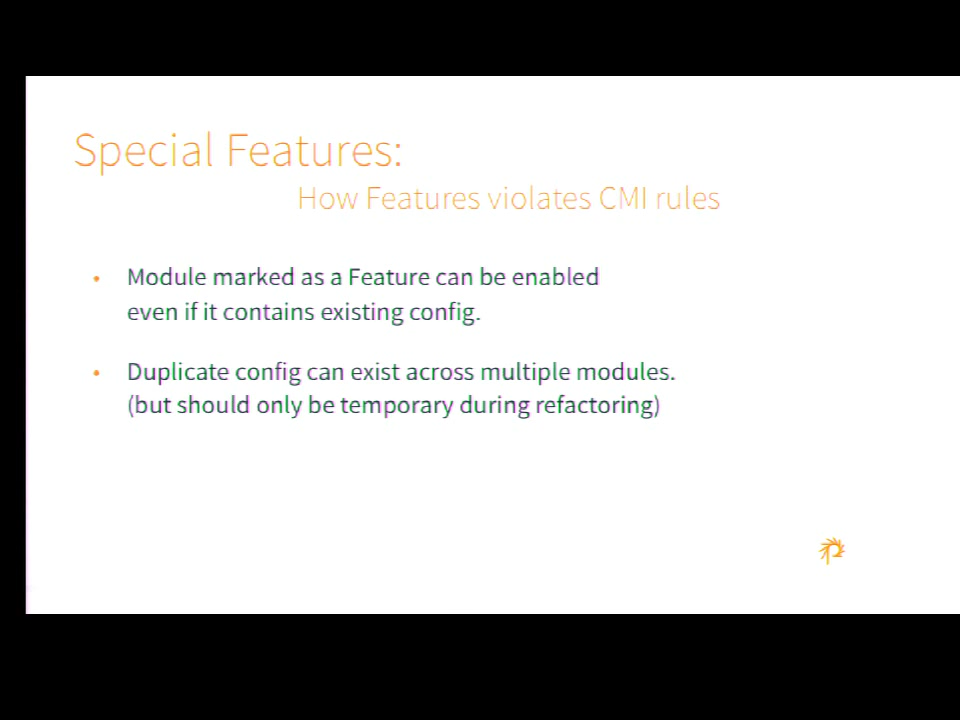 Special Features:
How Features violates CMI rules
• Module marked as a Feature can be enabled
even if it contains existing config.
• Duplicate config can exist across multiple modules.
(but should only be temporary during refactoring)